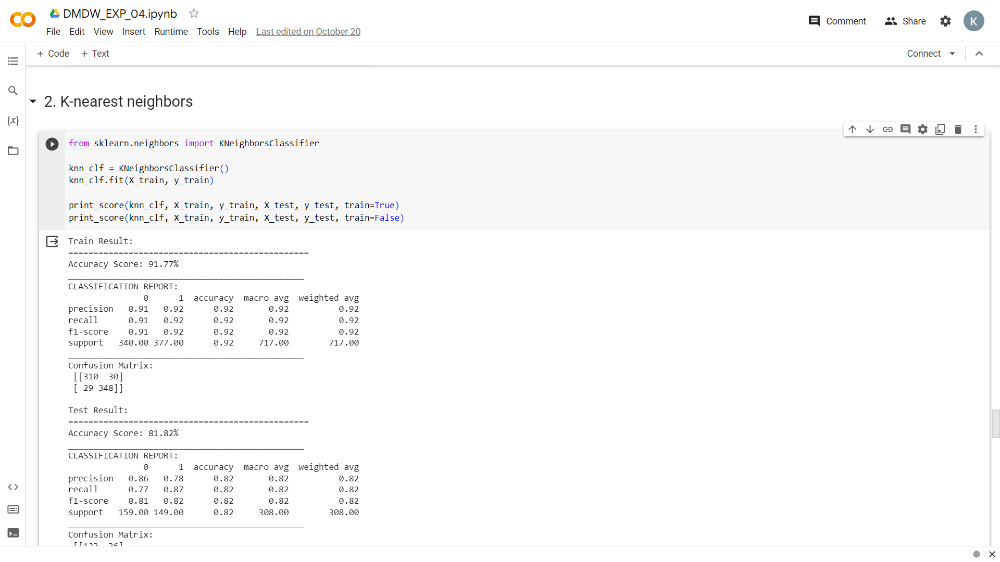 DMDW_EXP_04.ipynb
File Edit View Insert Runtime Tools Help Last edited on October 20
Comment Share K
+ Code + Text
Connect
2. K-nearest neighbors
{x}
from sklearn.neighbors import KNeighborsClassifier
knn_clf = KNeighborsClassifier()
knn_clf.fit(X_train, y_train)
print_score(knn_clf, X_train, y_train, X_test, y_test, train=True)
print_score(knn_clf, X_train, y_train, X_test, y_test, train=False)
Train Result:
================================================
Accuracy Score: 91.77%
_______________________________________________
CLASSIFICATION REPORT:
0 1 accuracy macro avg weighted avg
precision 0.91 0.92 0.92 0.92 0.92
recall 0.91 0.92 0.92 0.92 0.92
f1-score 0.91 0.92 0.92 0.92 0.92
support 340.00 377.00 0.92 717.00 717.00
_______________________________________________
Confusion Matrix:
[[310 30]
[ 29 348]]
Test Result:
================================================
Accuracy Score: 81.82%
_______________________________________________
CLASSIFICATION REPORT:
0 1 accuracy macro avg weighted avg
precision 0.86 0.78 0.82 0.82 0.82
recall 0.77 0.87 0.82 0.82 0.82
f1-score 0.81 0.82 0.82 0.82 0.82
support 159.00 149.00 0.82 308.00 308.00
_______________________________________________
Confusion Matrix: